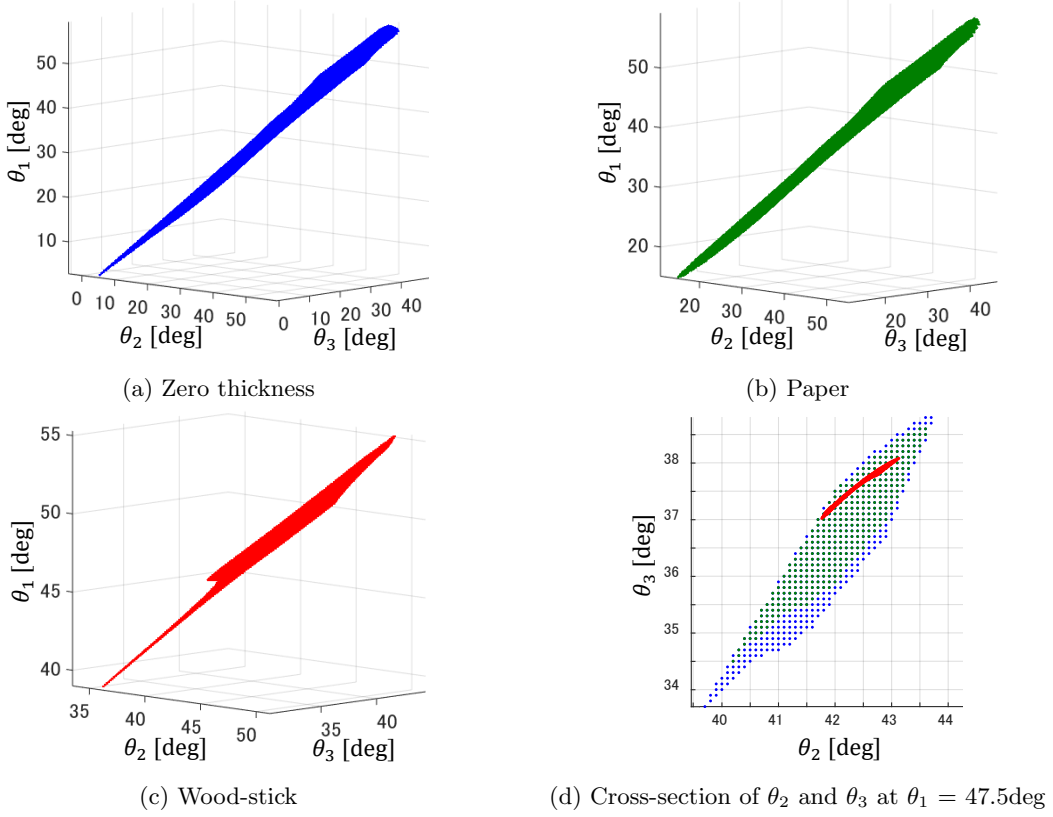 50
40
30
20
10
θ1 [deg]
0 10 20 30 40 50
θ2 [deg]
0 10 20 30 40
θ3 [deg]
(a) Zero thickness
50
40
30
20
θ1 [deg]
20 30 40 50
θ2 [deg]
20 30 40
θ3 [deg]
(b) Paper
55
50
45
40
θ1 [deg]
35 40 45 50
θ2 [deg]
35 40
θ3 [deg]
(c) Wood-stick
38
37
36
35
34
θ3 [deg]
40 41 42 43 44
θ2 [deg]
(d) Cross-section of θ2 and θ3 at θ1 = 47.5deg